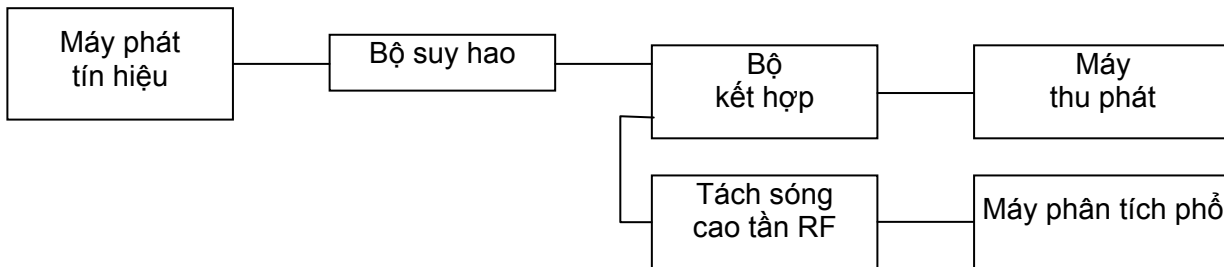 Máy phát
tín hiệu
Bộ suy hao
Bộ
kết hợp
Máy
thu phát
Tách sóng
cao tần RF
Máy phân tích phổ